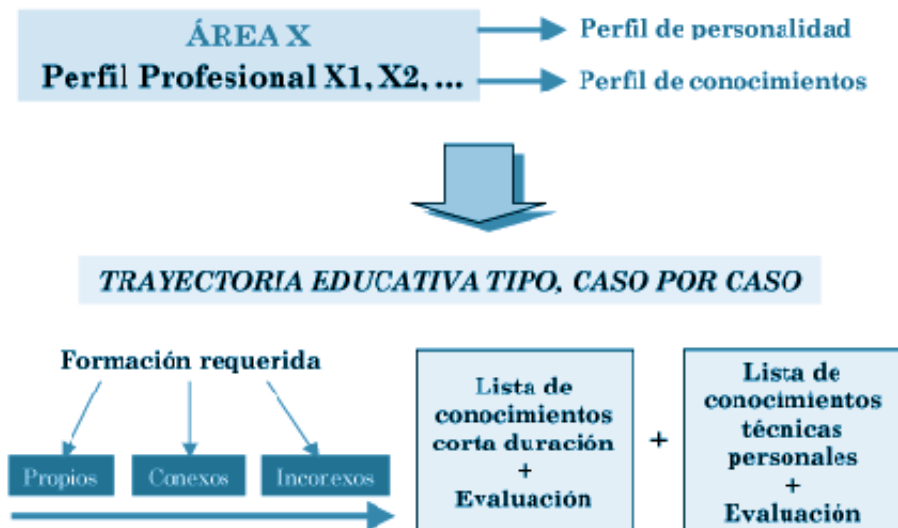 ÁREA X
Perfil Profesional X1, X2, ...
Perfil de personalidad
Perfil de conocimientos
TRAYECTORIA EDUCATIVA TIPO, CASO POR CASO
Formación requerida
Propios
Conexos
Inconexos
Lista de
conocimientos
corta duración
+
Evaluación
+
Lista de
conocimientos
técnicas
personales
+
Evaluación